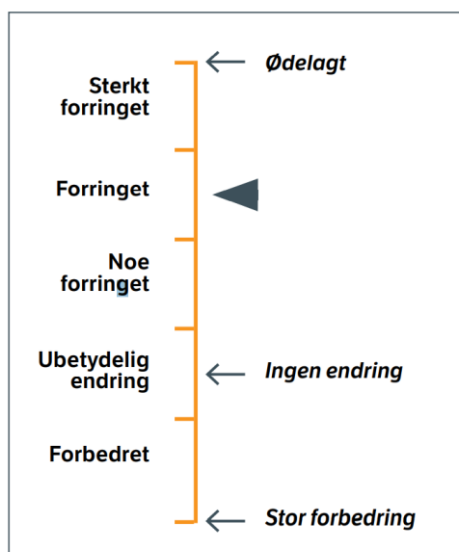 Ødelagt
Sterkt
forringet
Forringet
Noe
forringet
Ubetydelig
endring
Ingen endring
Forbedret
Stor forbedring